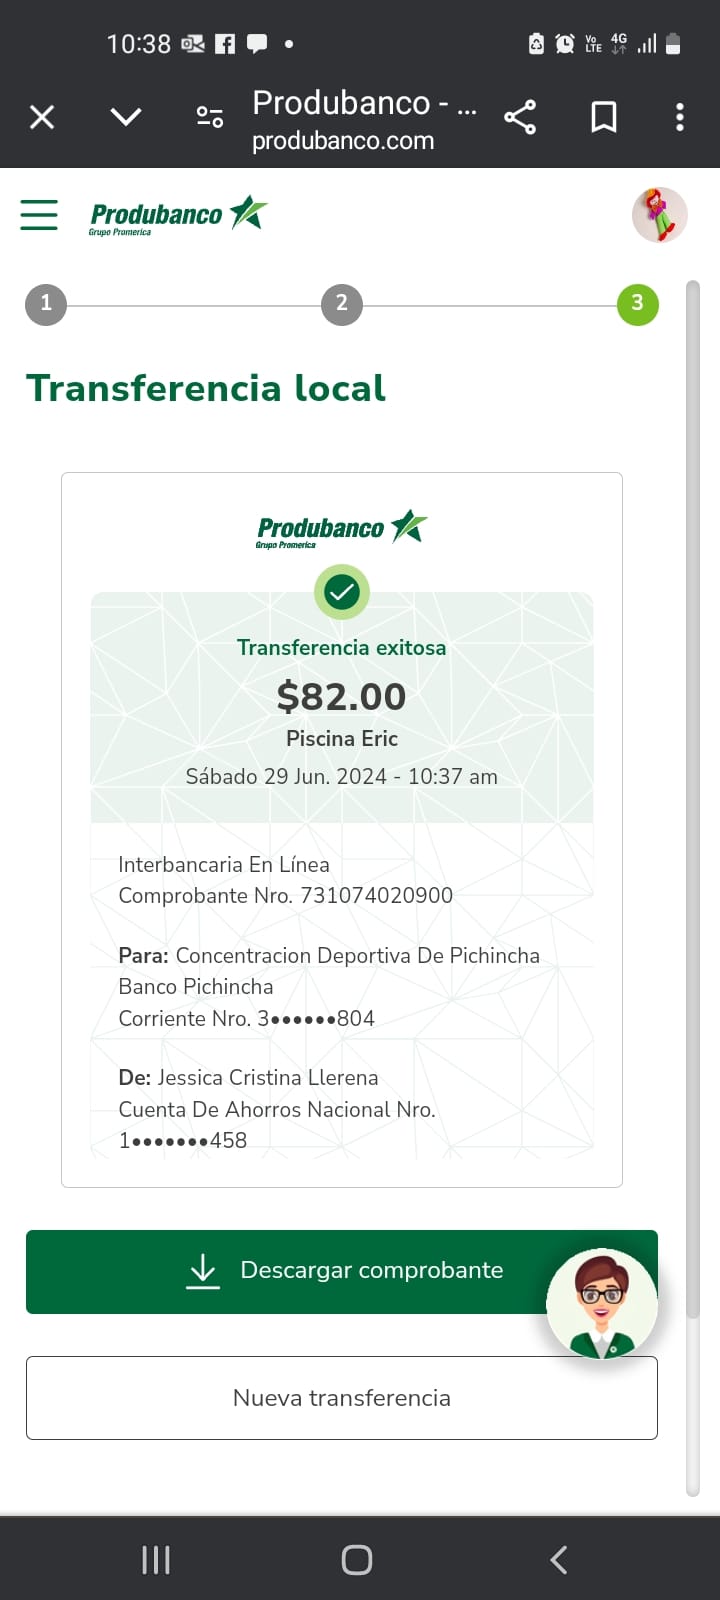 10:38
Vo
LTE
4G
Produbanco - ...
produbanco.com
Produbanco
Grupo Promerica
1
2
3
Transferencia local
Produbanco
Grupo Promerica
Transferencia exitosa
$82.00
Piscina Eric
Sábado 29 Jun. 2024 - 10:37 am
Interbancaria En Línea
Comprobante Nro. 731074020900
Para: Concentracion Deportiva De Pichincha
Banco Pichincha
Corriente Nro. 3••••••804
De: Jessica Cristina Llerena
Cuenta De Ahorros Nacional Nro.
1•••••••458
Descargar comprobante
Nueva transferencia